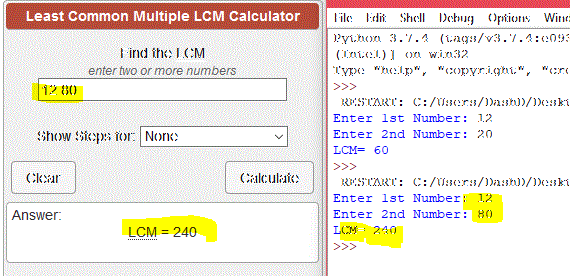 Least Common Multiple LCM Calculator
Find the LCM
enter two or more numbers
12 80
Show Steps for: None
Clear
Calculate
Answer:
LCM = 240
File Edit Shell Debug Options
Python 3.7.4 (tags/v3.7.4:e093
(Intel)] on win32
Type "help", "copyright", "cre
>>>
RESTART: C:/Users/DashD/Deskt
Enter 1st Number: 12
Enter 2nd Number: 20
LCM= 60
>>>
RESTART: C:/Users/DashD/Deskt
Enter 1st Number: 12
Enter 2nd Number: 80
LCM= 240
>>>